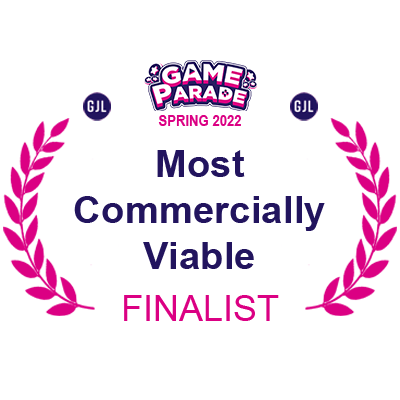 GAME
PARADE
GJL
GJL
SPRING 2022
Most
Commercially
Viable
FINALIST